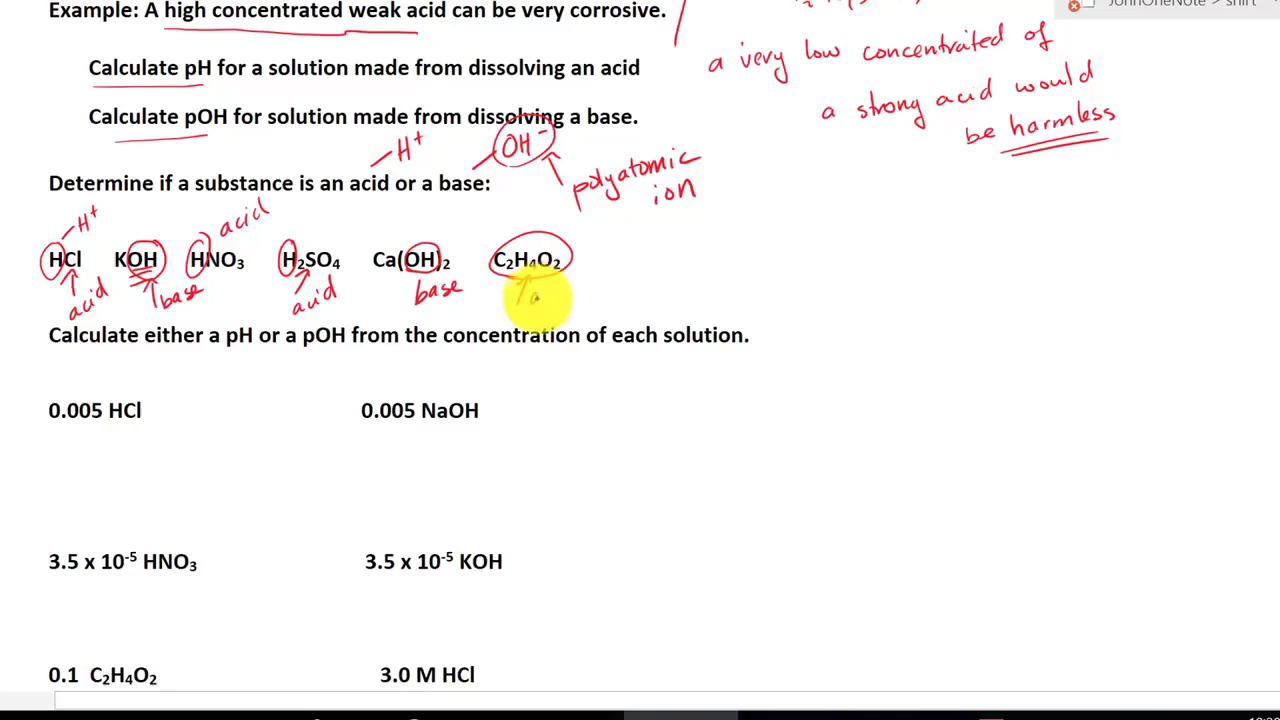 Example: A high concentrated weak acid can be very corrosive.
JohnOneNote > shirt
a very low concentrated of
Calculate pH for a solution made from dissolving an acid
a strong acid would
be harmless
Calculate pOH for solution made from dissolving a base.
H⁺ OH⁻
polyatomic
ion
Determine if a substance is an acid or a base:
H⁺ acid
HCl KOH HNO₃ H₂SO₄ Ca(OH)₂ C₂H₄O₂
acid base acid base a
Calculate either a pH or a pOH from the concentration of each solution.
0.005 HCl 0.005 NaOH
3.5 x 10⁻⁵ HNO₃ 3.5 x 10⁻⁵ KOH
0.1 C₂H₄O₂ 3.0 M HCl